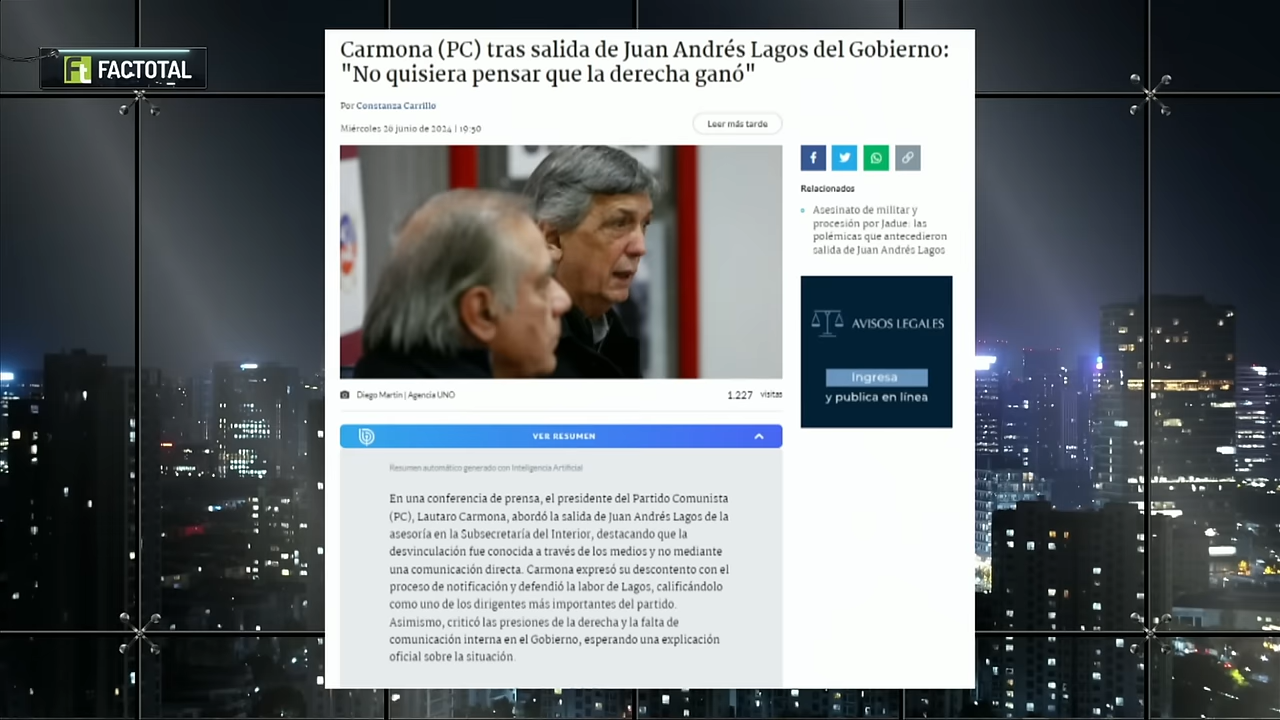 FACTOTAL
Carmona (PC) tras salida de Juan Andrés Lagos del Gobierno:
"No quisiera pensar que la derecha ganó"
Por Constanza Carrillo
Miércoles 26 junio de 2024 | 19:50
Leer más tarde
Relacionados
Asesinato de militar y
procesión por Jadue: las
polémicas que antecedieron
salida de Juan Andrés Lagos
AVISOS LEGALES
Ingresa
y publica en línea
Diego Martin | Agencia UNO
1.227 visitas
VER RESUMEN
Resumen automático generado con Inteligencia Artificial
En una conferencia de prensa, el presidente del Partido Comunista
(PC), Lautaro Carmona, abordó la salida de Juan Andrés Lagos de la
asesoría en la Subsecretaría del Interior, destacando que la
desvinculación fue conocida a través de los medios y no mediante
una comunicación directa. Carmona expresó su descontento con el
proceso de notificación y defendió la labor de Lagos, calificándolo
como uno de los dirigentes más importantes del partido.
Asimismo, criticó las presiones de la derecha y la falta de
comunicación interna en el Gobierno, esperando una explicación
oficial sobre la situación.